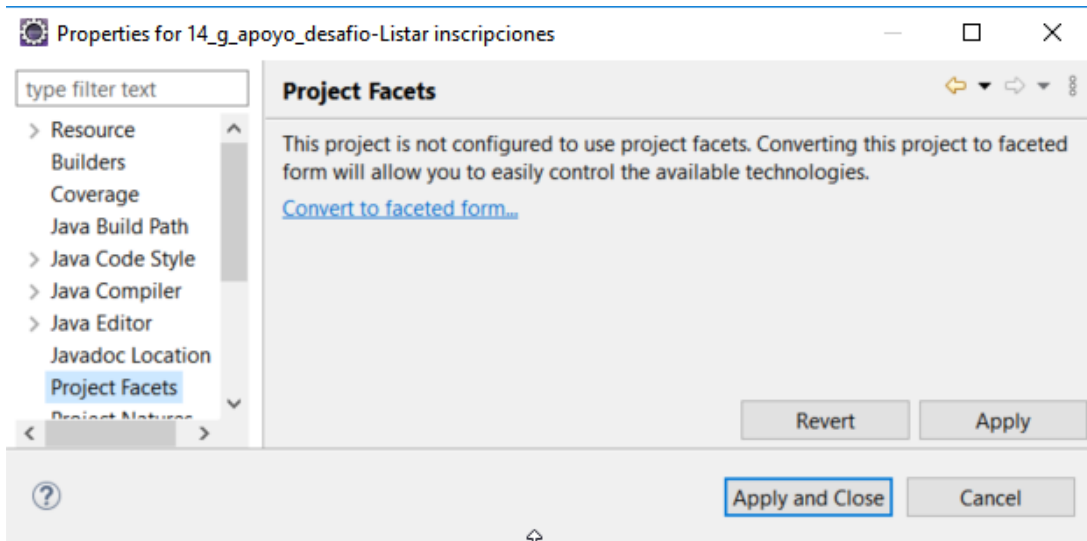 Properties for 14_g_apoyo_desafio-Listar inscripciones
type filter text
Resource
Builders
Coverage
Java Build Path
Java Code Style
Java Compiler
Java Editor
Javadoc Location
Project Facets
Project Natures
Project Facets
This project is not configured to use project facets. Converting this project to faceted
form will allow you to easily control the available technologies.
Convert to faceted form...
Revert
Apply
Apply and Close
Cancel